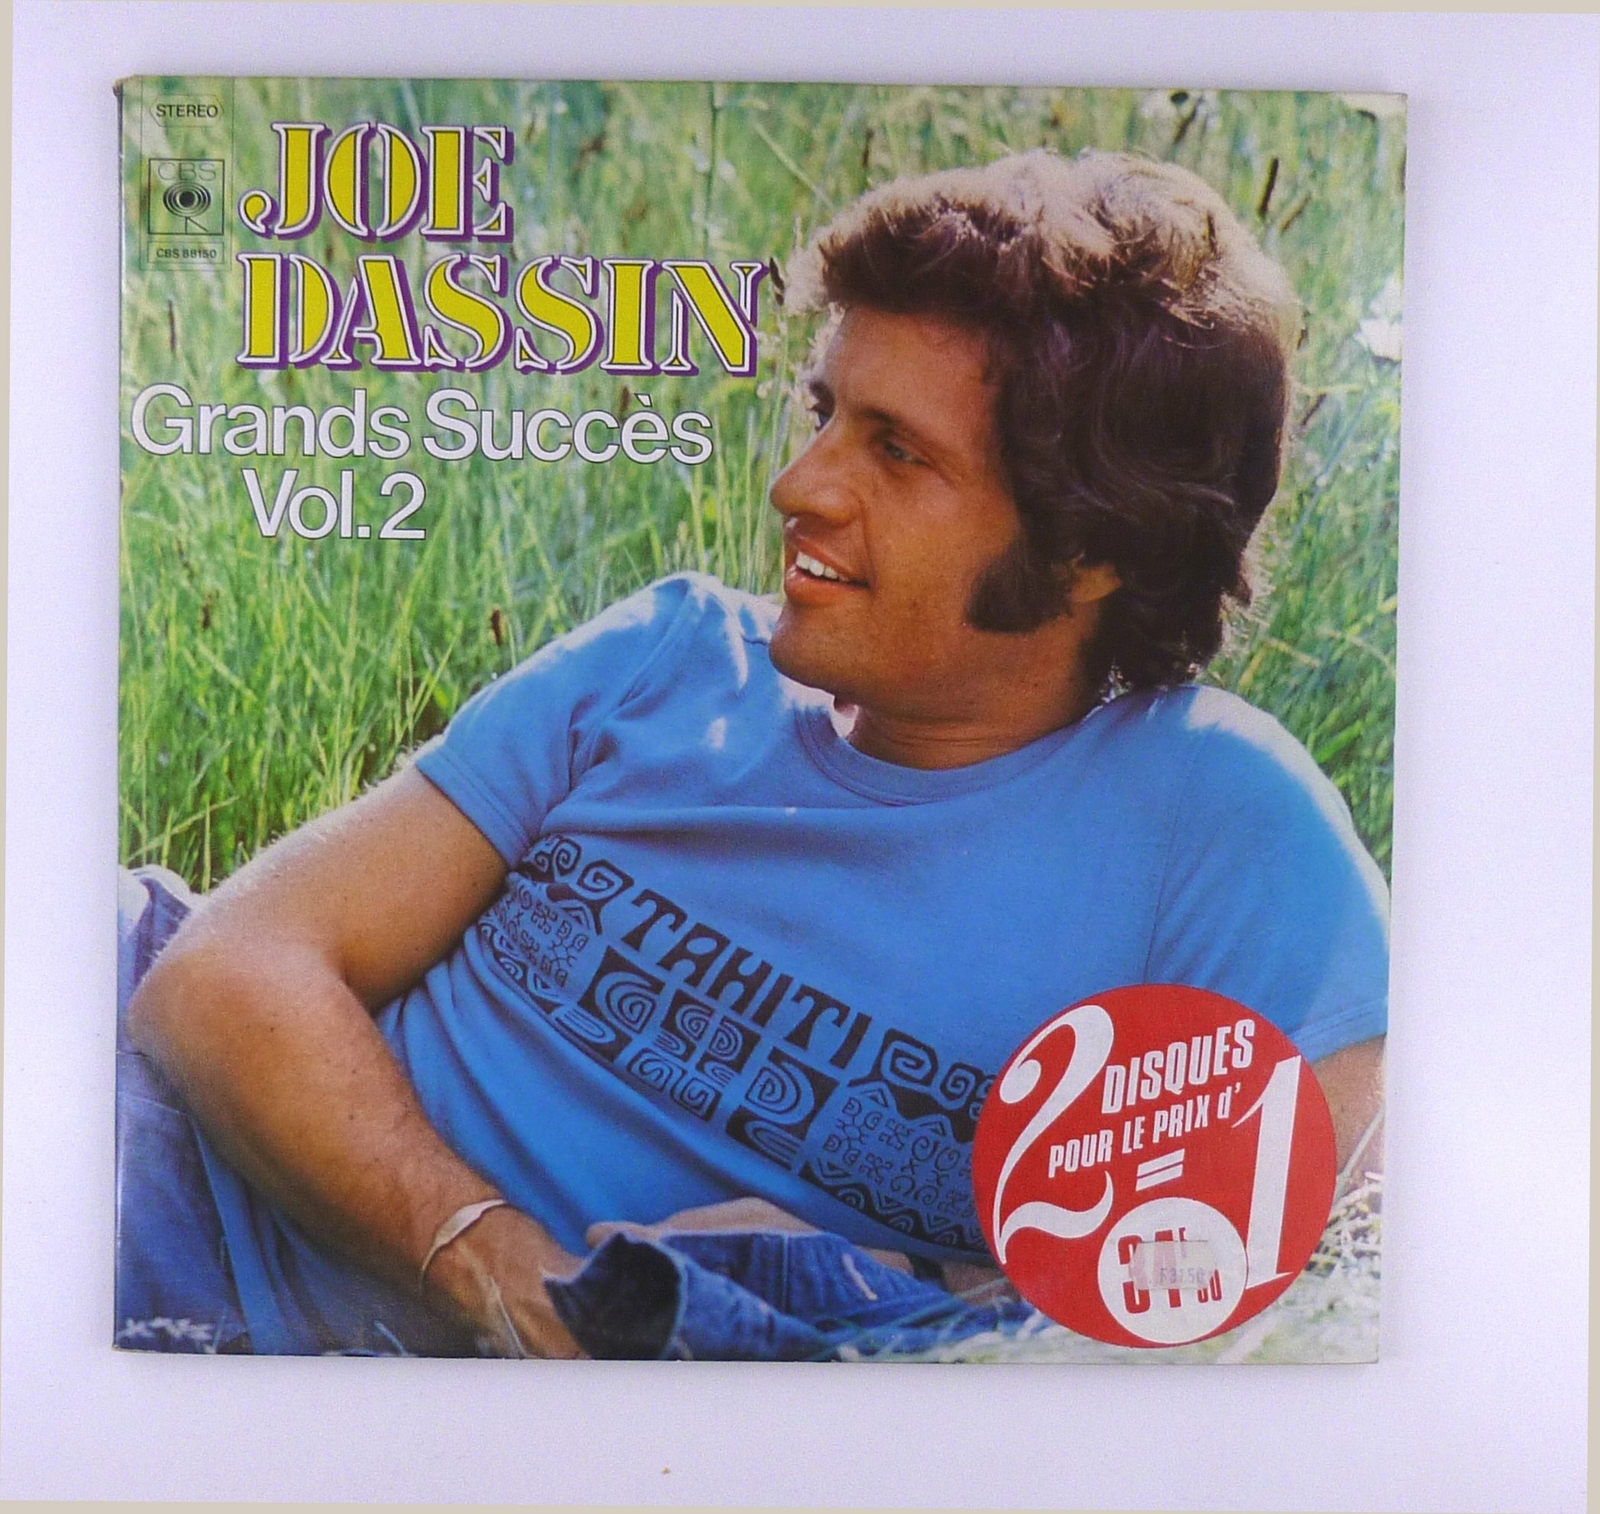 STEREO
CBS
CBS 88150
JOE
DASSIN
Grands Succès
Vol.2
TAHITI
2 DISQUES
POUR LE PRIX d'1
=